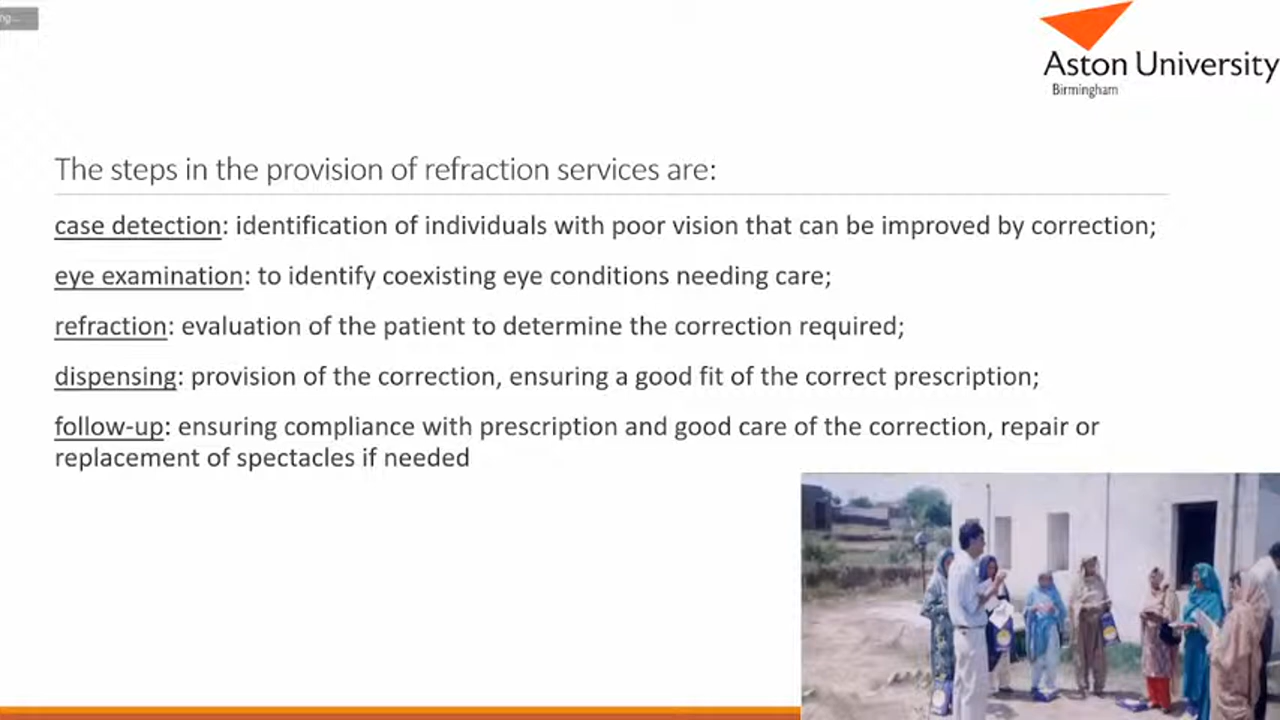 Aston University
Birmingham
The steps in the provision of refraction services are:
case detection: identification of individuals with poor vision that can be improved by correction;
eye examination: to identify coexisting eye conditions needing care;
refraction: evaluation of the patient to determine the correction required;
dispensing: provision of the correction, ensuring a good fit of the correct prescription;
follow-up: ensuring compliance with prescription and good care of the correction, repair or
replacement of spectacles if needed